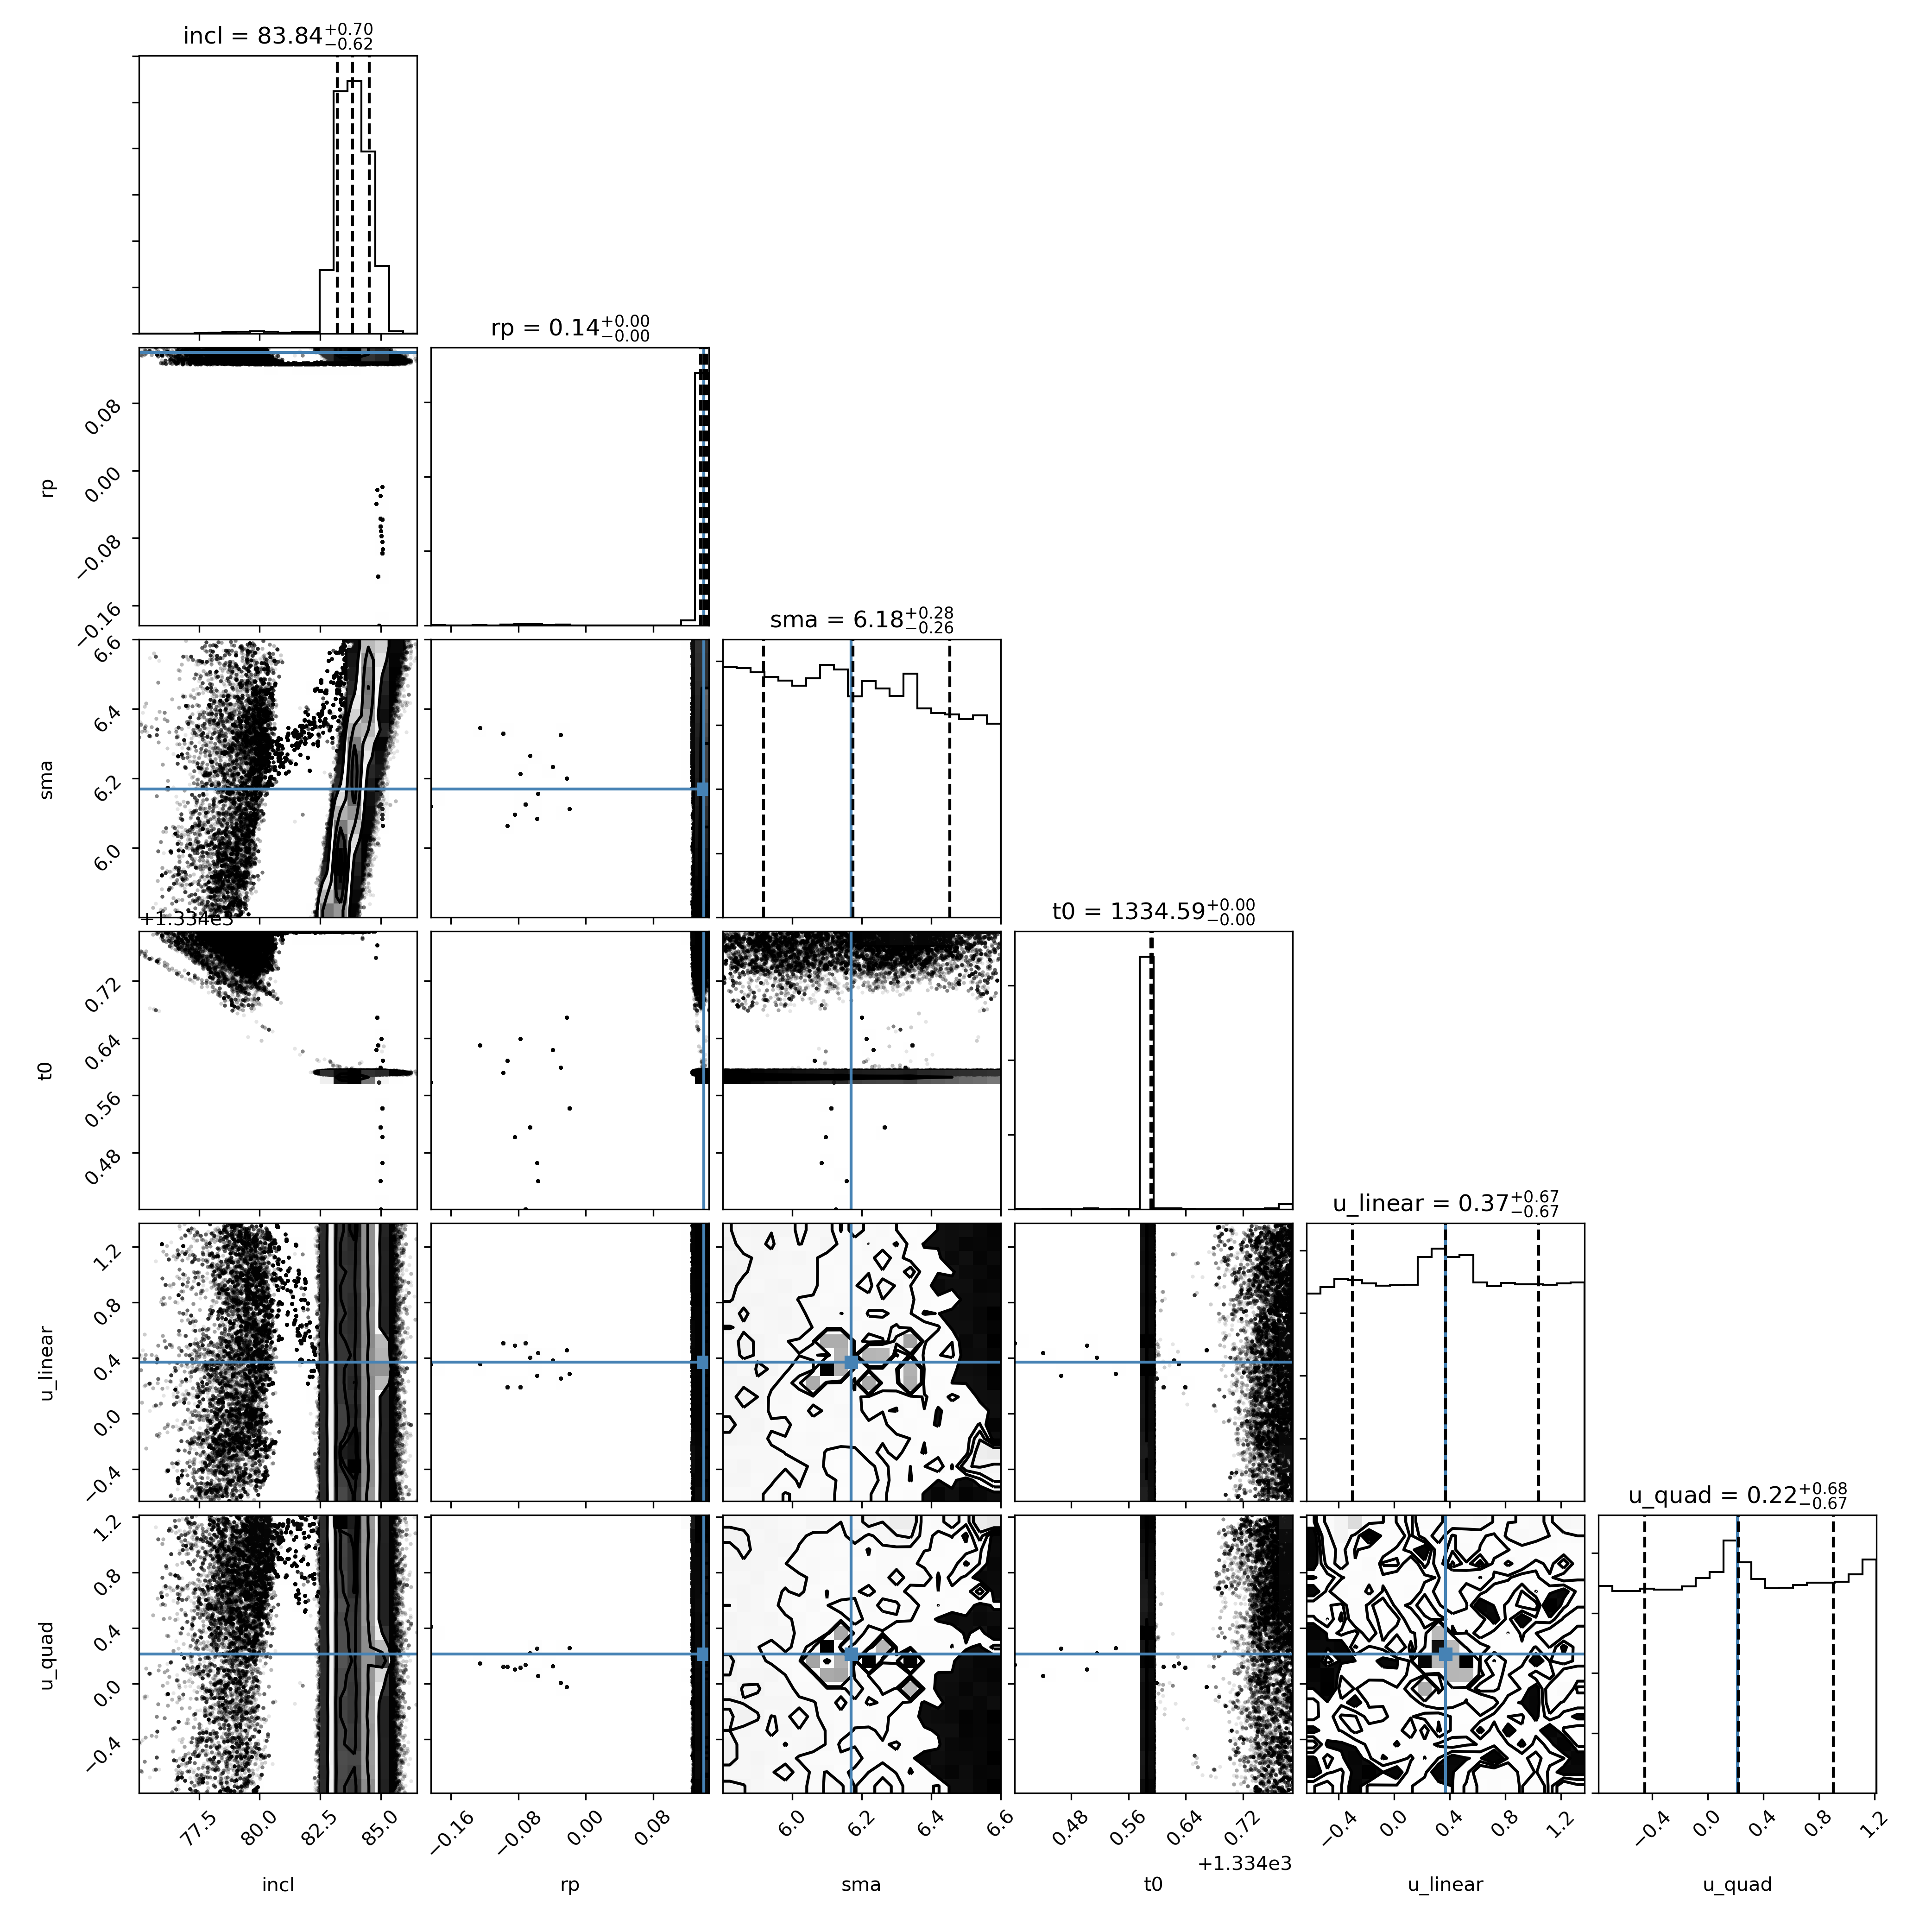 incl = 83.84+0.70−0.62
rp = 0.14+0.00−0.00
rp
0.08
0.00
−0.08
−0.16
sma = 6.18+0.28−0.26
sma
6.6
6.4
6.2
6.0
+1.334e3
t0 = 1334.59+0.00−0.00
t0
0.72
0.64
0.56
0.48
u_linear = 0.37+0.67−0.67
u_linear
1.2
0.8
0.4
0.0
−0.4
u_quad = 0.22+0.68−0.67
u_quad
1.2
0.8
0.4
0.0
−0.4
77.5 80.0 82.5 85.0 −0.16 −0.08 0.00 0.08 6.0 6.2 6.4 6.6 0.48 0.56 0.64 0.72 −0.4 0.0 0.4 0.8 1.2 −0.4 0.0 0.4 0.8 1.2
+1.334e3
incl rp sma t0 u_linear u_quad